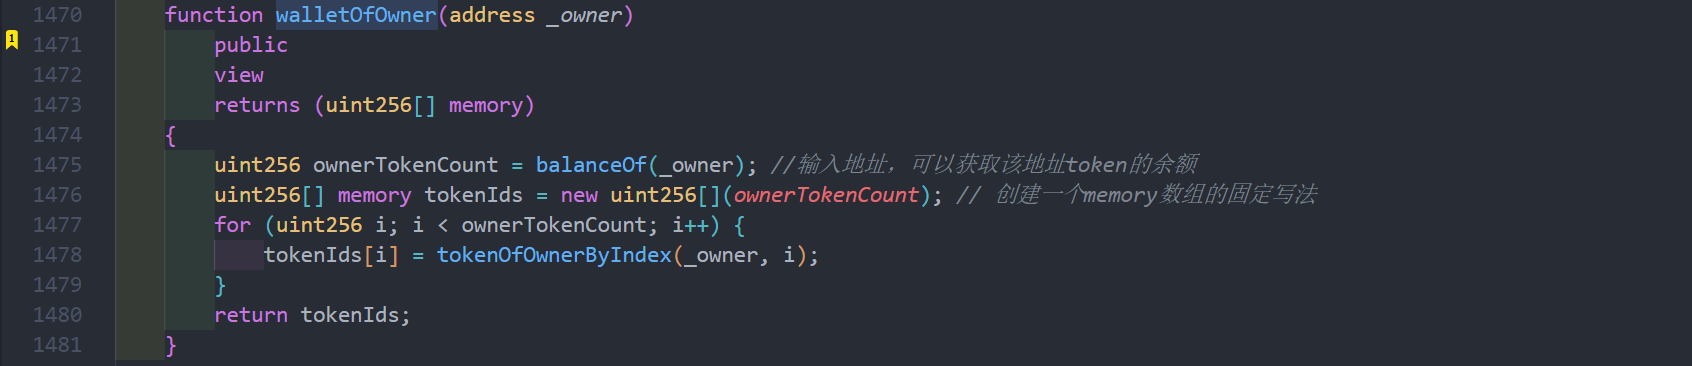 1470 function walletOfOwner(address _owner)
1 1471 public
1472 view
1473 returns (uint256[] memory)
1474 {
1475 uint256 ownerTokenCount = balanceOf(_owner); //输入地址，可以获取该地址token的余额
1476 uint256[] memory tokenIds = new uint256[](ownerTokenCount); // 创建一个memory数组的固定写法
1477 for (uint256 i; i < ownerTokenCount; i++) {
1478 tokenIds[i] = tokenOfOwnerByIndex(_owner, i);
1479 }
1480 return tokenIds;
1481 }